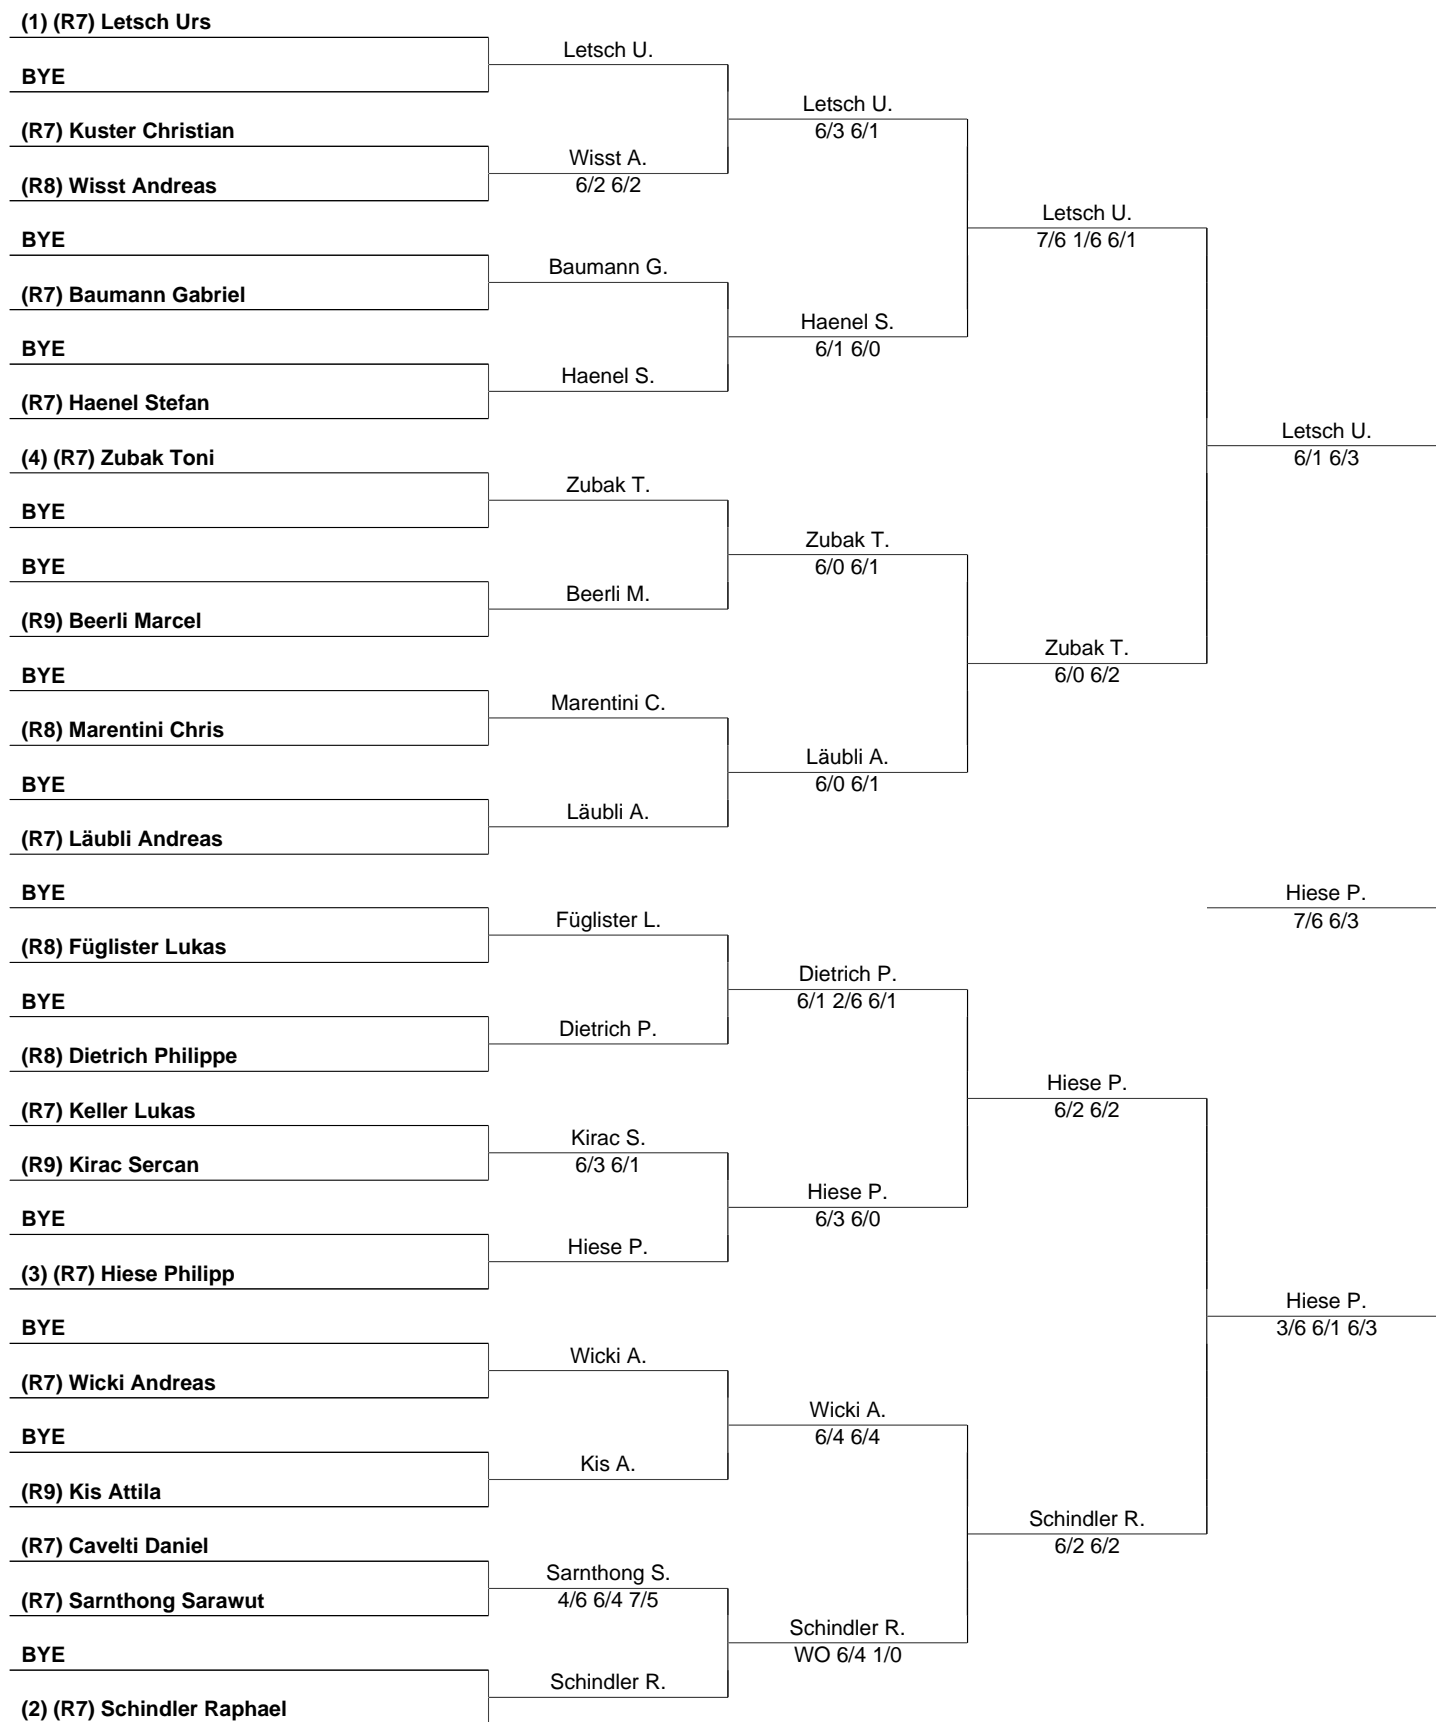 (1) (R7) Letsch Urs
BYE
(R7) Kuster Christian
(R8) Wisst Andreas
BYE
(R7) Baumann Gabriel
BYE
(R7) Haenel Stefan
(4) (R7) Zubak Toni
BYE
BYE
(R9) Beerli Marcel
BYE
(R8) Marentini Chris
BYE
(R7) Läubli Andreas
BYE
(R8) Füglister Lukas
BYE
(R8) Dietrich Philippe
(R7) Keller Lukas
(R9) Kirac Sercan
BYE
(3) (R7) Hiese Philipp
BYE
(R7) Wicki Andreas
BYE
(R9) Kis Attila
(R7) Cavelti Daniel
(R7) Sarnthong Sarawut
BYE
(2) (R7) Schindler Raphael
Letsch U.
Wisst A.
6/2 6/2
Baumann G.
Haenel S.
Zubak T.
Beerli M.
Marentini C.
Läubli A.
Füglister L.
Dietrich P.
Kirac S.
6/3 6/1
Hiese P.
Wicki A.
Kis A.
Sarnthong S.
4/6 6/4 7/5
Schindler R.
Letsch U.
6/3 6/1
Haenel S.
6/1 6/0
Zubak T.
6/0 6/1
Läubli A.
6/0 6/1
Dietrich P.
6/1 2/6 6/1
Hiese P.
6/3 6/0
Wicki A.
6/4 6/4
Schindler R.
WO 6/4 1/0
Letsch U.
7/6 1/6 6/1
Zubak T.
6/0 6/2
Hiese P.
6/2 6/2
Schindler R.
6/2 6/2
Letsch U.
6/1 6/3
Hiese P.
7/6 6/3
Hiese P.
3/6 6/1 6/3